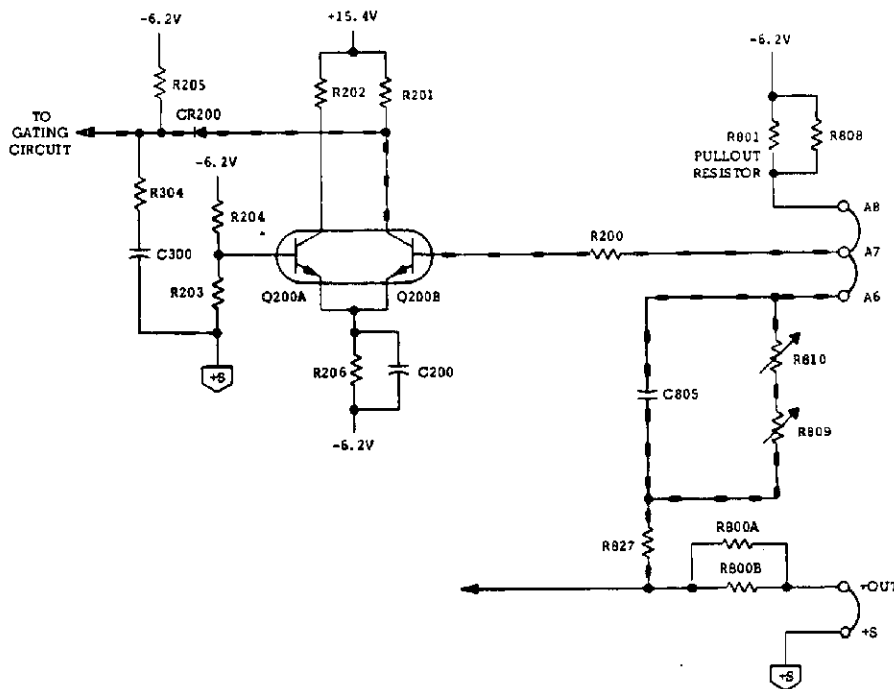 -6.2V
+15.4V
-6.2V
R205
R202
R201
R801
PULLOUT
RESISTOR
R808
TO
GATING
CIRCUIT
CR200
-6.2V
R304
R204
A8
R200
A7
C300
Q200A
Q200B
R203
A6
+S
R206
C200
R810
C805
R809
-6.2V
R827
R800A
R800B
+OUT
+S
+S